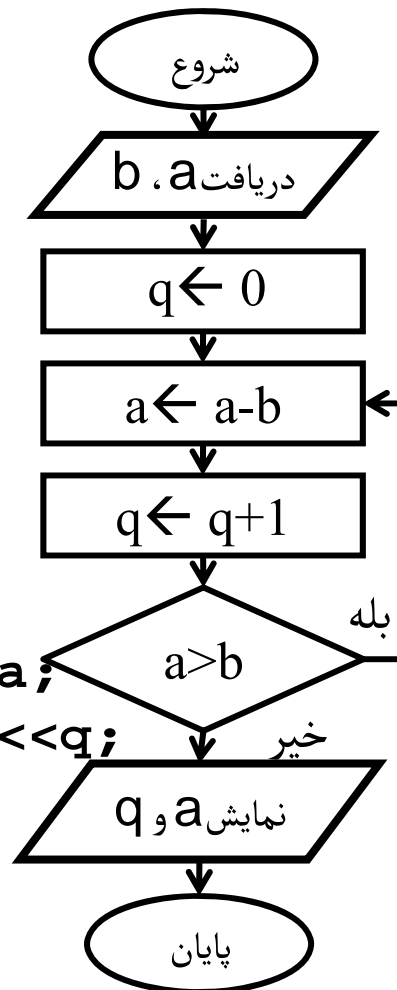 شروع
دریافت a ، b
q ← 0
a ← a-b
q ← q+1
بله
a>b
a;
<<q;
خیر
نمایش a و q
پایان